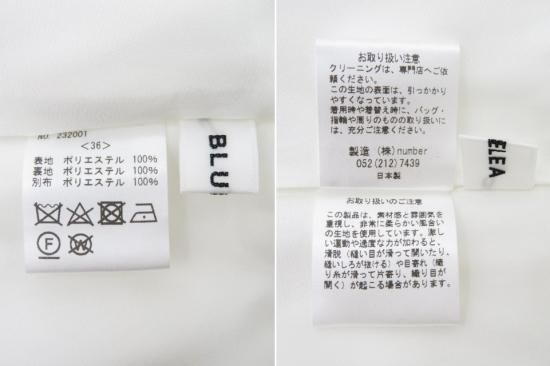 NO. 232001
<36>
表地 ポリエステル 100%
裏地 ポリエステル 100%
別布 ポリエステル 100%
F
W
BLU
お取り扱い注意
クリーニングは、専門店へご依
頼ください。
この生地の表面は、引っかかり
やすくなっています。
着用時や着替え時に、バッグ・
指輪や周りのものの取り扱いに
は、充分ご注意ください。
製造 (株)number
052(212)7439
日本製
ELEA
お取り扱いのご注意
この製品は、素材感と雰囲気を
重視し、非常に柔らかい風合い
の生地を使用しています。激し
い運動や過度な力が加わると、
滑脱(縫い目が滑って開いたり、
縫いしろが抜ける)や目寄れ(織
り糸が滑って片寄り、織り目が
開く)が起こる場合があります。